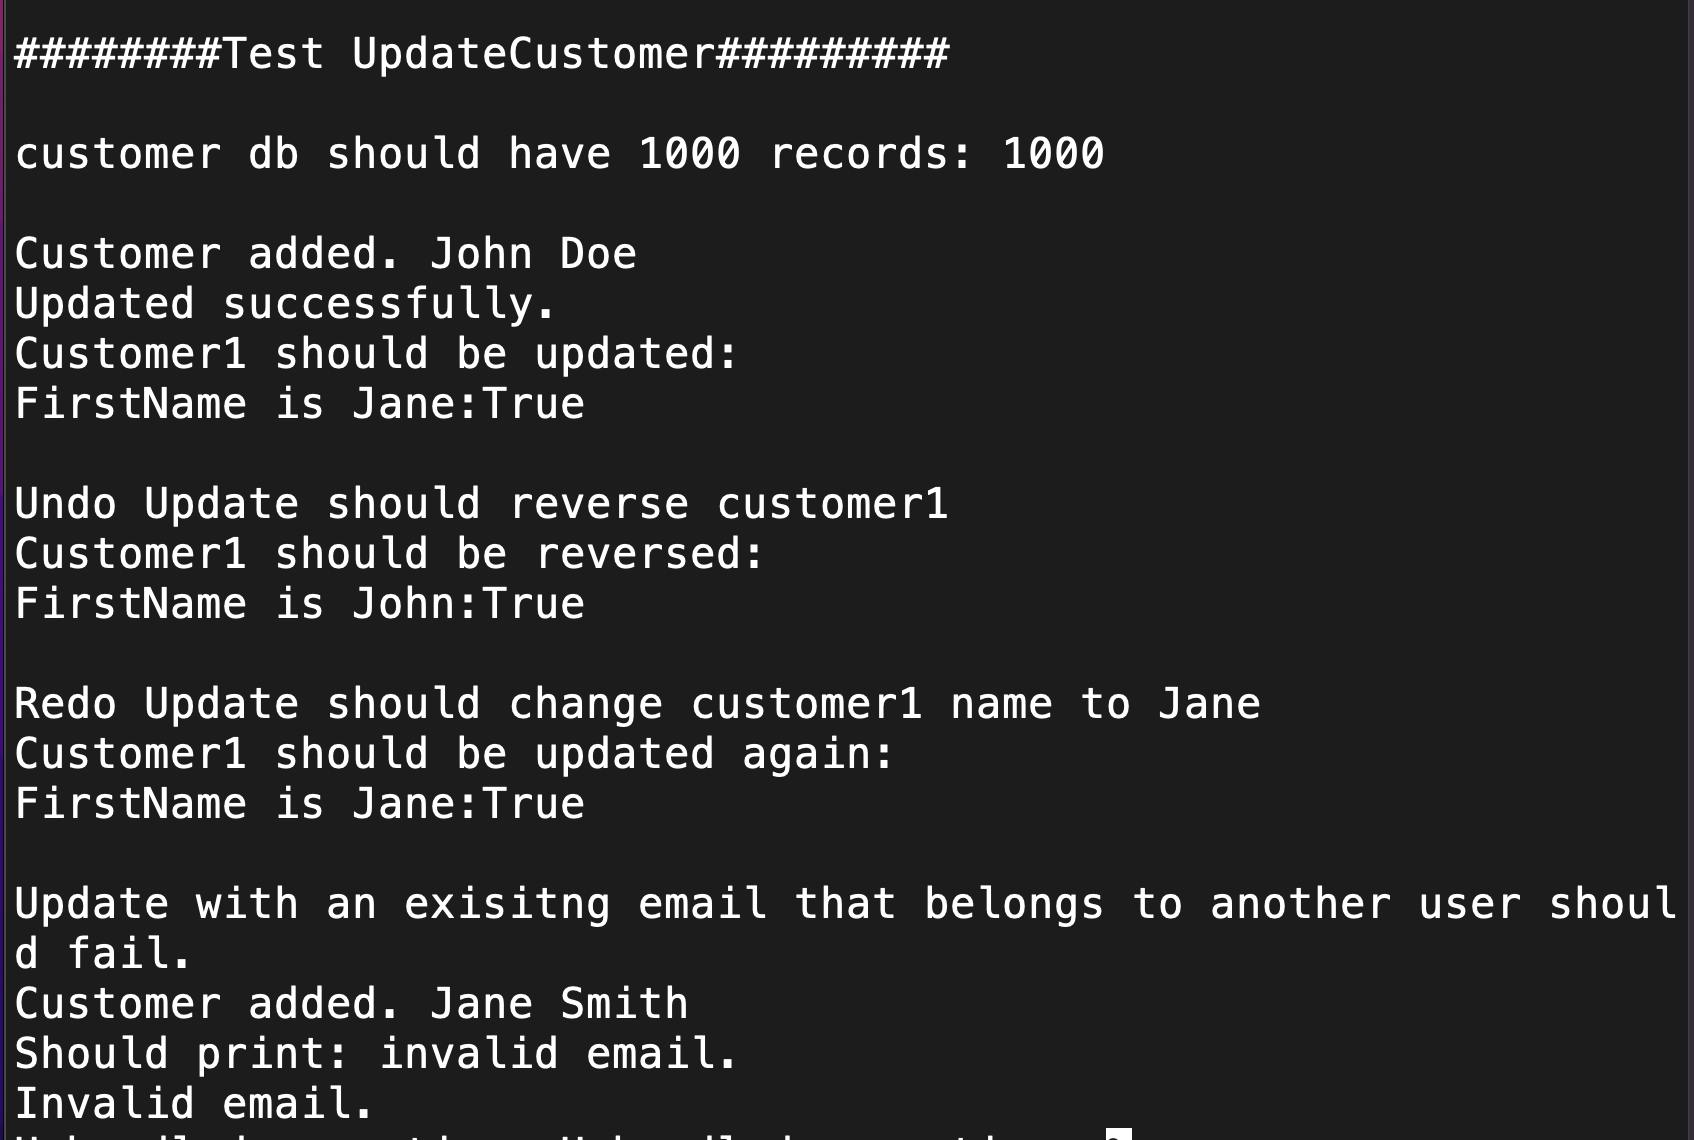 ########Test UpdateCustomer#########
customer db should have 1000 records: 1000
Customer added. John Doe
Updated successfully.
Customer1 should be updated:
FirstName is Jane:True
Undo Update should reverse customer1
Customer1 should be reversed:
FirstName is John:True
Redo Update should change customer1 name to Jane
Customer1 should be updated again:
FirstName is Jane:True
Update with an exisitng email that belongs to another user shoul
d fail.
Customer added. Jane Smith
Should print: invalid email.
Invalid email.